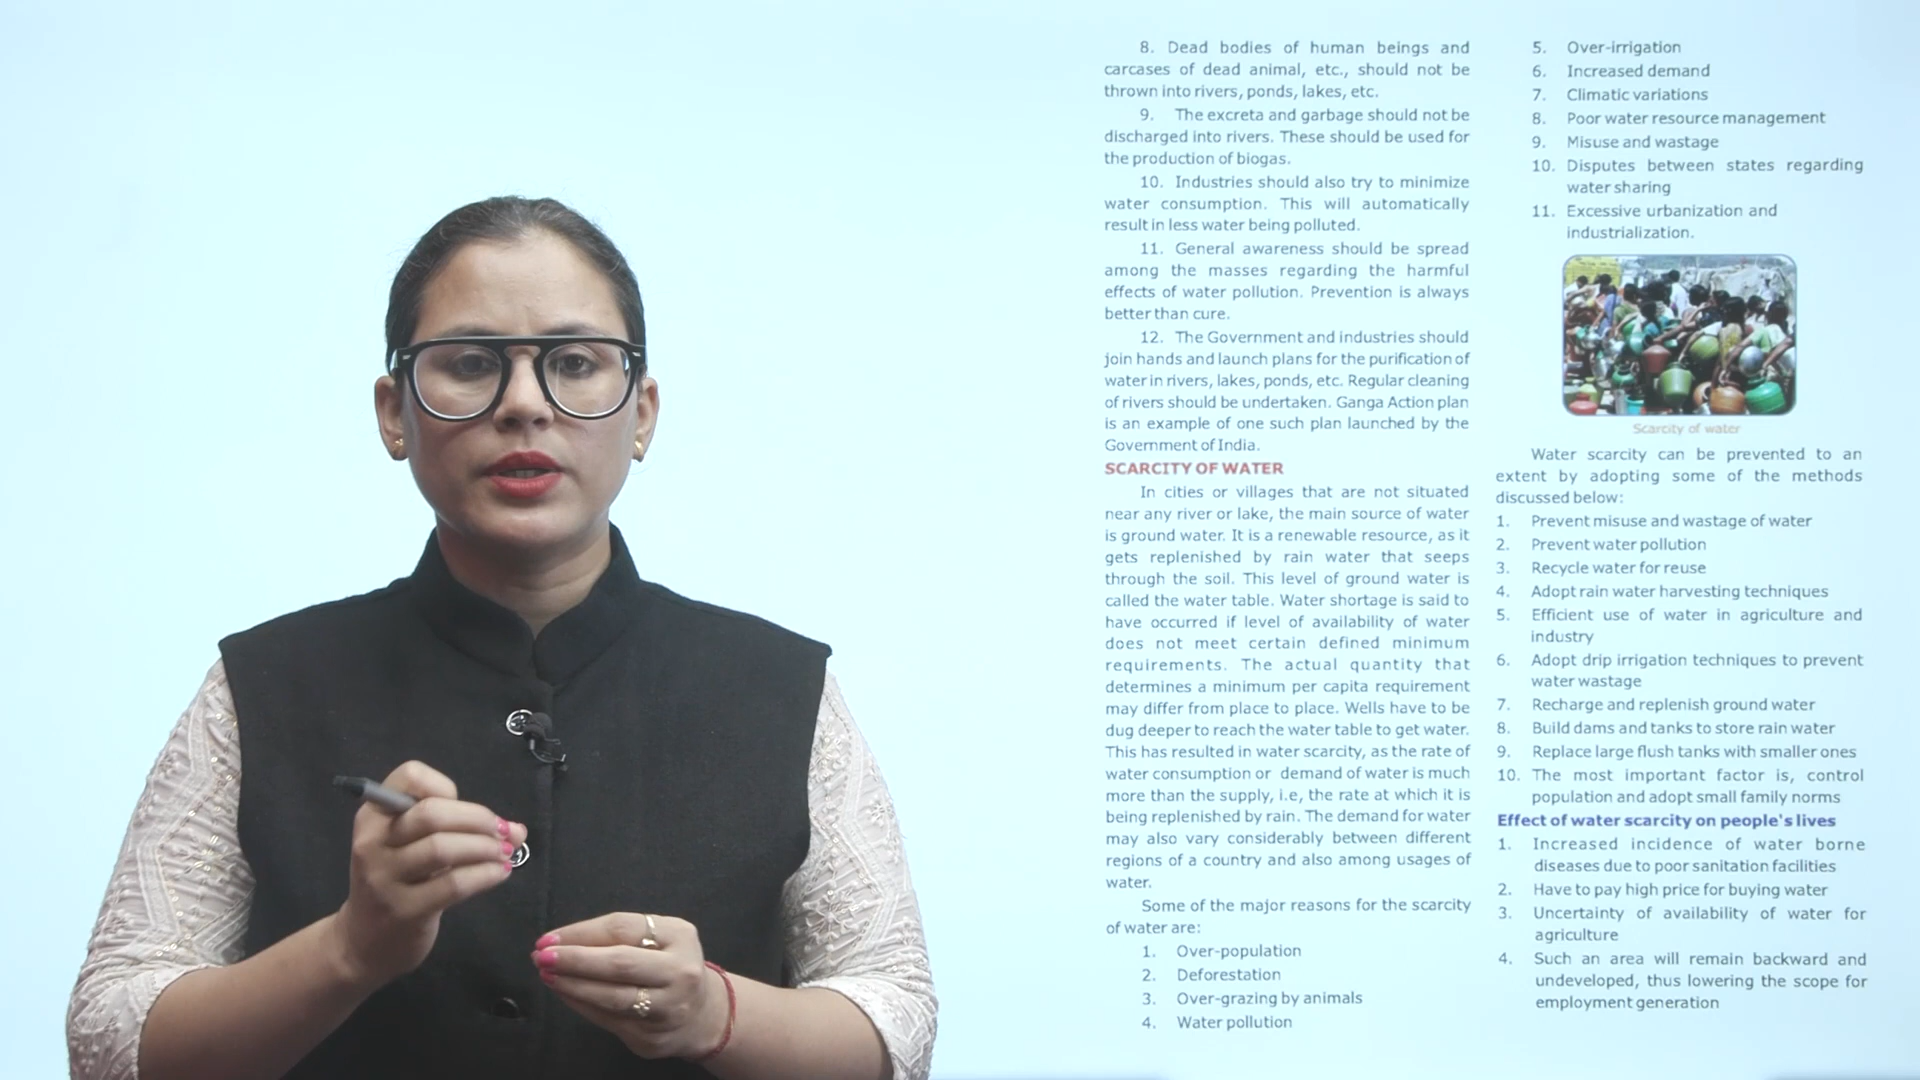 8. Dead bodies of human beings and
carcases of dead animal, etc., should not be
thrown into rivers, ponds, lakes, etc.
9. The excreta and garbage should not be
discharged into rivers. These should be used for
the production of biogas.
10. Industries should also try to minimize
water consumption. This will automatically
result in less water being polluted.
11. General awareness should be spread
among the masses regarding the harmful
effects of water pollution. Prevention is always
better than cure.
12. The Government and industries should
join hands and launch plans for the purification of
water in rivers, lakes, ponds, etc. Regular cleaning
of rivers should be undertaken. Ganga Action plan
is an example of one such plan launched by the
Government of India.
SCARCITY OF WATER
In cities or villages that are not situated
near any river or lake, the main source of water
is ground water. It is a renewable resource, as it
gets replenished by rain water that seeps
through the soil. This level of ground water is
called the water table. Water shortage is said to
have occurred if level of availability of water
does not meet certain defined minimum
requirements. The actual quantity that
determines a minimum per capita requirement
may differ from place to place. Wells have to be
dug deeper to reach the water table to get water.
This has resulted in water scarcity, as the rate of
water consumption or demand of water is much
more than the supply, i.e, the rate at which it is
being replenished by rain. The demand for water
may also vary considerably between different
regions of a country and also among usages of
water.
Some of the major reasons for the scarcity
of water are:
1. Over-population
2. Deforestation
3. Over-grazing by animals
4. Water pollution
5. Over-irrigation
6. Increased demand
7. Climatic variations
8. Poor water resource management
9. Misuse and wastage
10. Disputes between states regarding
water sharing
11. Excessive urbanization and
industrialization.
Scarcity of water
Water scarcity can be prevented to an
extent by adopting some of the methods
discussed below:
1. Prevent misuse and wastage of water
2. Prevent water pollution
3. Recycle water for reuse
4. Adopt rain water harvesting techniques
5. Efficient use of water in agriculture and
industry
6. Adopt drip irrigation techniques to prevent
water wastage
7. Recharge and replenish ground water
8. Build dams and tanks to store rain water
9. Replace large flush tanks with smaller ones
10. The most important factor is, control
population and adopt small family norms
Effect of water scarcity on people's lives
1. Increased incidence of water borne
diseases due to poor sanitation facilities
2. Have to pay high price for buying water
3. Uncertainty of availability of water for
agriculture
4. Such an area will remain backward and
undeveloped, thus lowering the scope for
employment generation